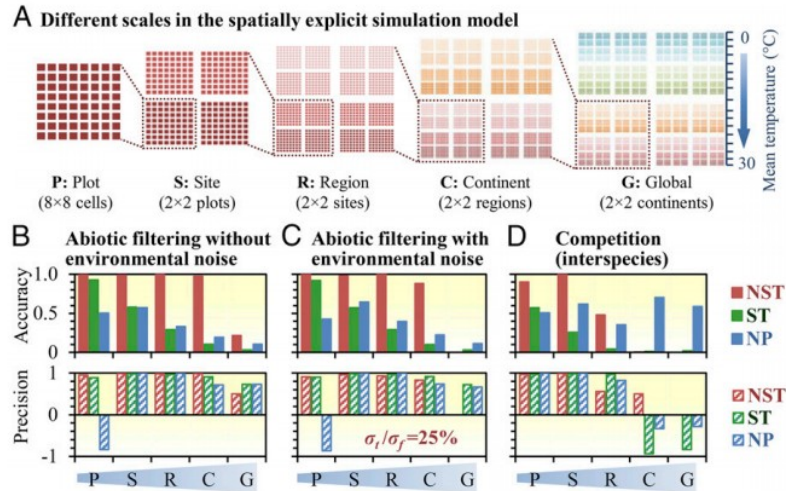 A Different scales in the spatially explicit simulation model
0
Mean temperature (°C)
30
P: Plot
(8×8 cells)
S: Site
(2×2 plots)
R: Region
(2×2 sites)
C: Continent
(2×2 regions)
G: Global
(2×2 continents)
B Abiotic filtering without
environmental noise
C Abiotic filtering with
environmental noise
D Competition
(interspecies)
Accuracy
1.0
0.5
0
NST
ST
NP
Precision
1
0
-1
σt/σf=25%
NST
ST
NP
P S R C G
P S R C G
P S R C G